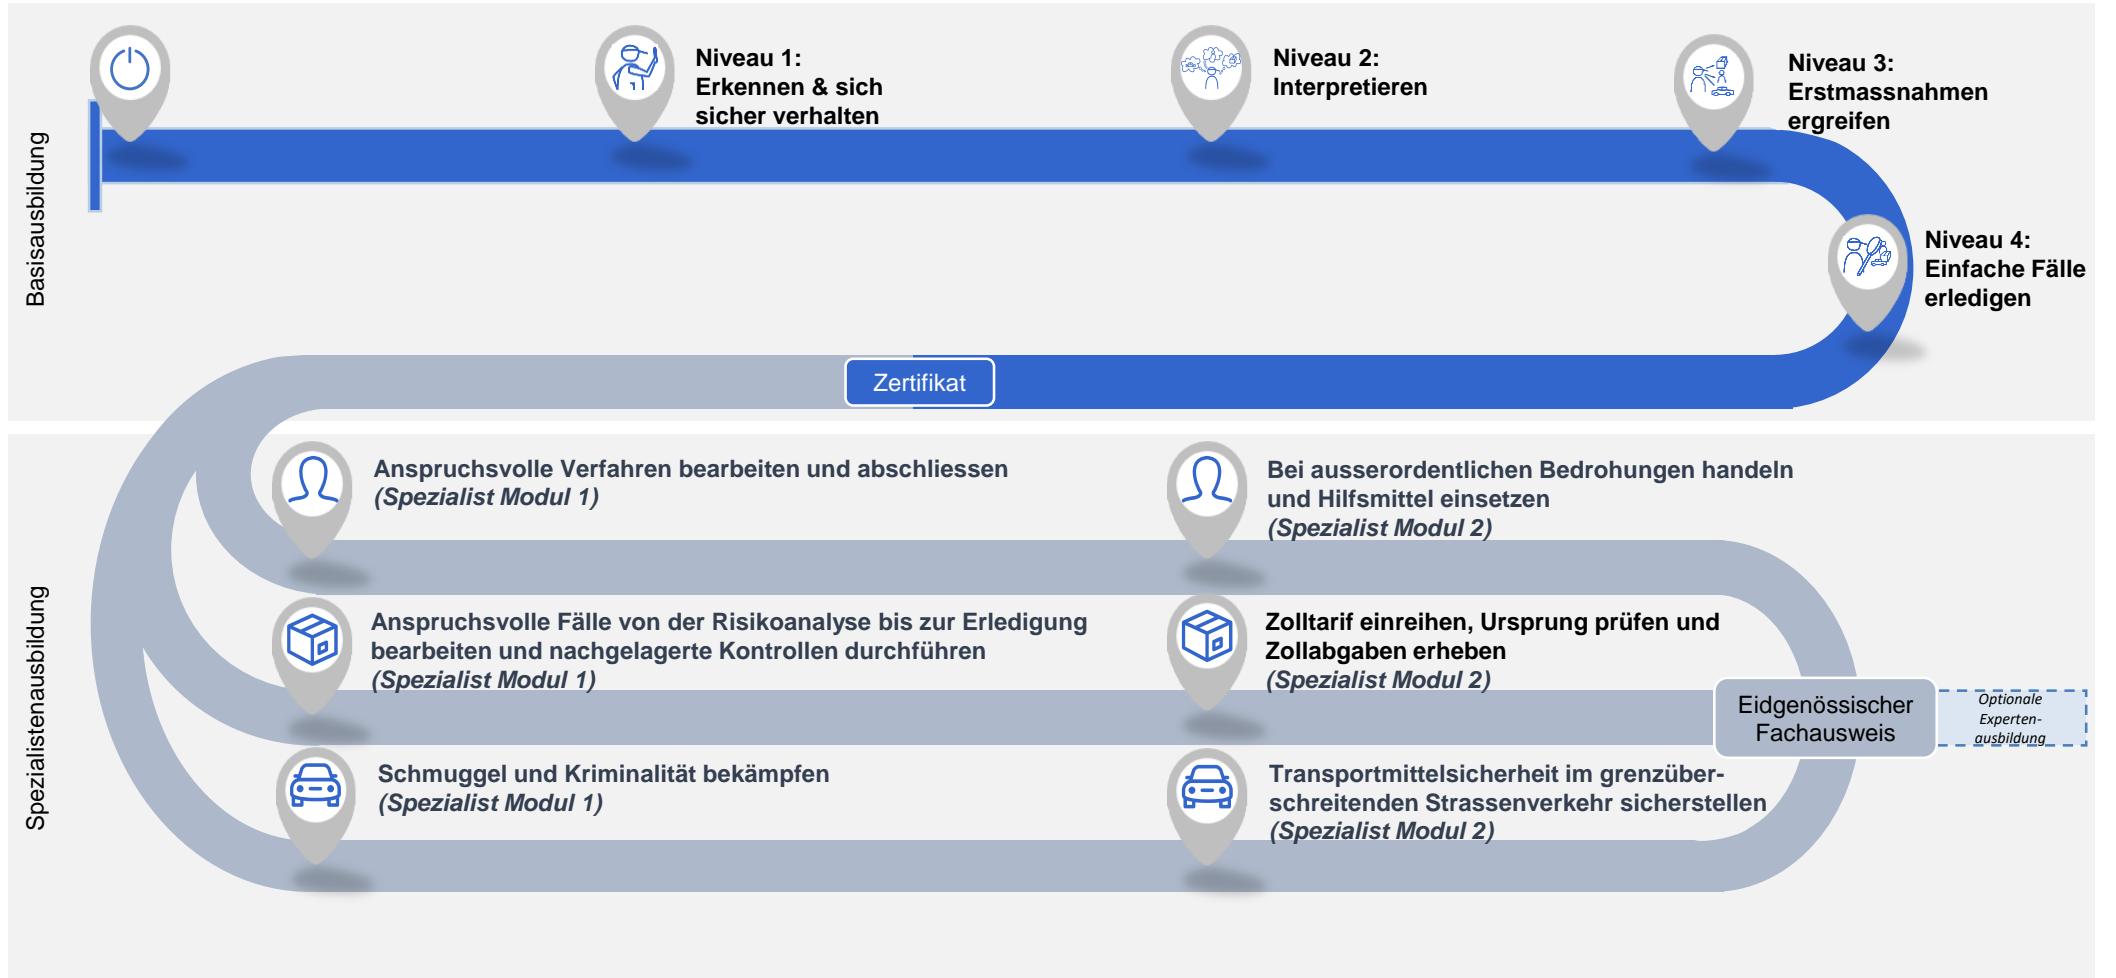 Basisausbildung
Niveau 1:
Erkennen & sich
sicher verhalten
Niveau 2:
Interpretieren
Niveau 3:
Erstmassnahmen
ergreifen
Niveau 4:
Einfache Fälle
erledigen
Zertifikat
Spezialistenausbildung
Anspruchsvolle Verfahren bearbeiten und abschliessen
(Spezialist Modul 1)
Bei ausserordentlichen Bedrohungen handeln
und Hilfsmittel einsetzen
(Spezialist Modul 2)
Anspruchsvolle Fälle von der Risikoanalyse bis zur Erledigung
bearbeiten und nachgelagerte Kontrollen durchführen
(Spezialist Modul 1)
Zolltarif einreihen, Ursprung prüfen und
Zollabgaben erheben
(Spezialist Modul 2)
Eidgenössischer
Fachausweis
Optionale
Experten-
ausbildung
Schmuggel und Kriminalität bekämpfen
(Spezialist Modul 1)
Transportmittelsicherheit im grenzüber-
schreitenden Strassenverkehr sicherstellen
(Spezialist Modul 2)